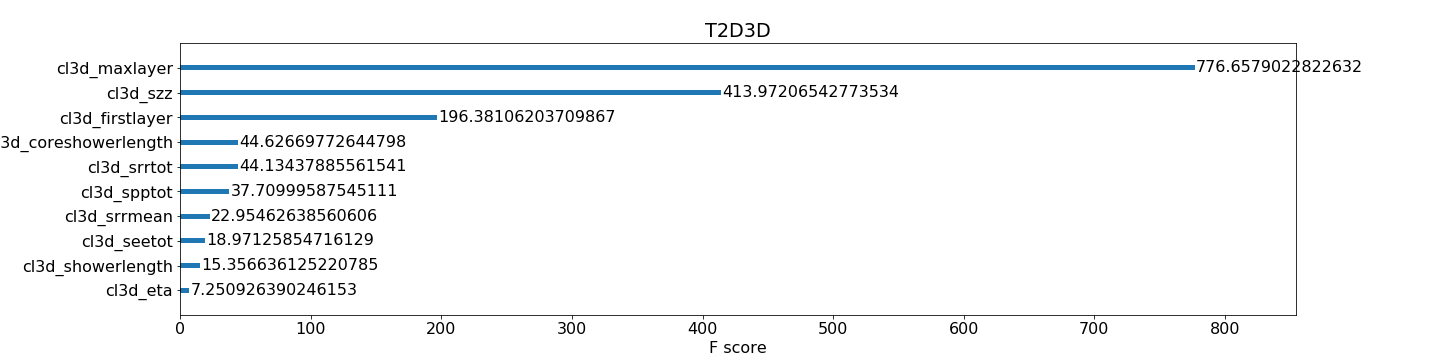 T2D3D
cl3d_maxlayer 776.6579022822632
cl3d_szz 413.97206542773534
cl3d_firstlayer 196.38106203709867
3d_coreshowerlength 44.62669772644798
cl3d_srrtot 44.13437885561541
cl3d_spptot 37.70999587545111
cl3d_srrmean 22.95462638560606
cl3d_seetot 18.97125854716129
cl3d_showerlength 15.356636125220785
cl3d_eta 7.250926390246153
0 100 200 300 400 500 600 700 800
F score